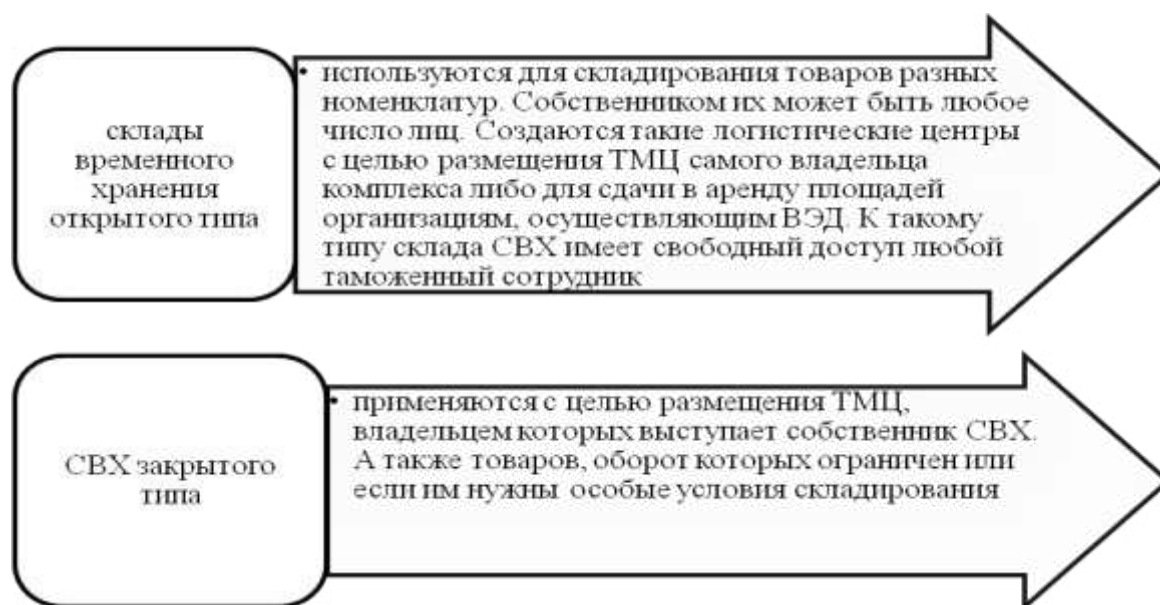 склады
временного
хранения
открытого типа
• используются для складирования товаров разных
номенклатур. Собственником их может быть любое
число лиц. Создаются такие логистические центры
с целью размещения ТМЦ самого владельца
комплекса либо для сдачи в аренду площадей
организациям, осуществляющим ВЭД. К такому
типу склада СВХ имеет свободный доступ любой
таможенный сотрудник
СВХ закрытого
типа
• применяются с целью размещения ТМЦ,
владельцем которых выступает собственник СВХ.
А также товаров, оборот которых ограничен или
если им нужны особые условия складирования